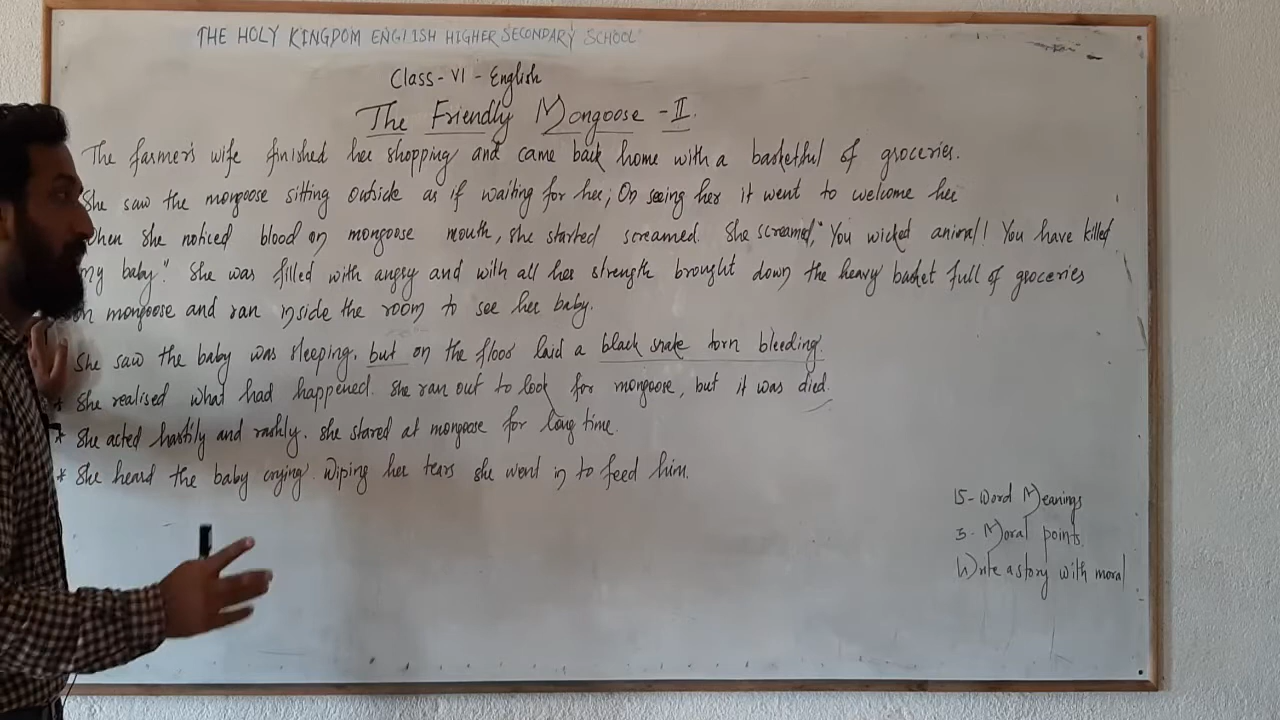 THE HOLY KINGDOM ENGLISH HIGHER SECONDARY SCHOOL
Class - VI - English
The Friendly Mongoose - II.
The farmer's wife finished her shopping and came back home with a basketful of groceries.
She saw the mongoose sitting outside as if waiting for her; On seeing her it went to welcome her
When she noticed blood on mongoose mouth, she started screamed. She screamed, "You wicked animal! You have killed
my baby". She was filled with angry and with all her strength brought down the heavy basket full of groceries
on mongoose and ran inside the room to see her baby.
She saw the baby was sleeping, but on the floor laid a black snake torn bleeding.
* She realised what had happened. She ran out to look for mongoose, but it was died.
* She acted hastily and rashly. She stared at mongoose for long time.
* She heard the baby crying. Wiping her tears she went in to feed him.
15 - Word Meanings
3. Moral points.
Write a story with moral